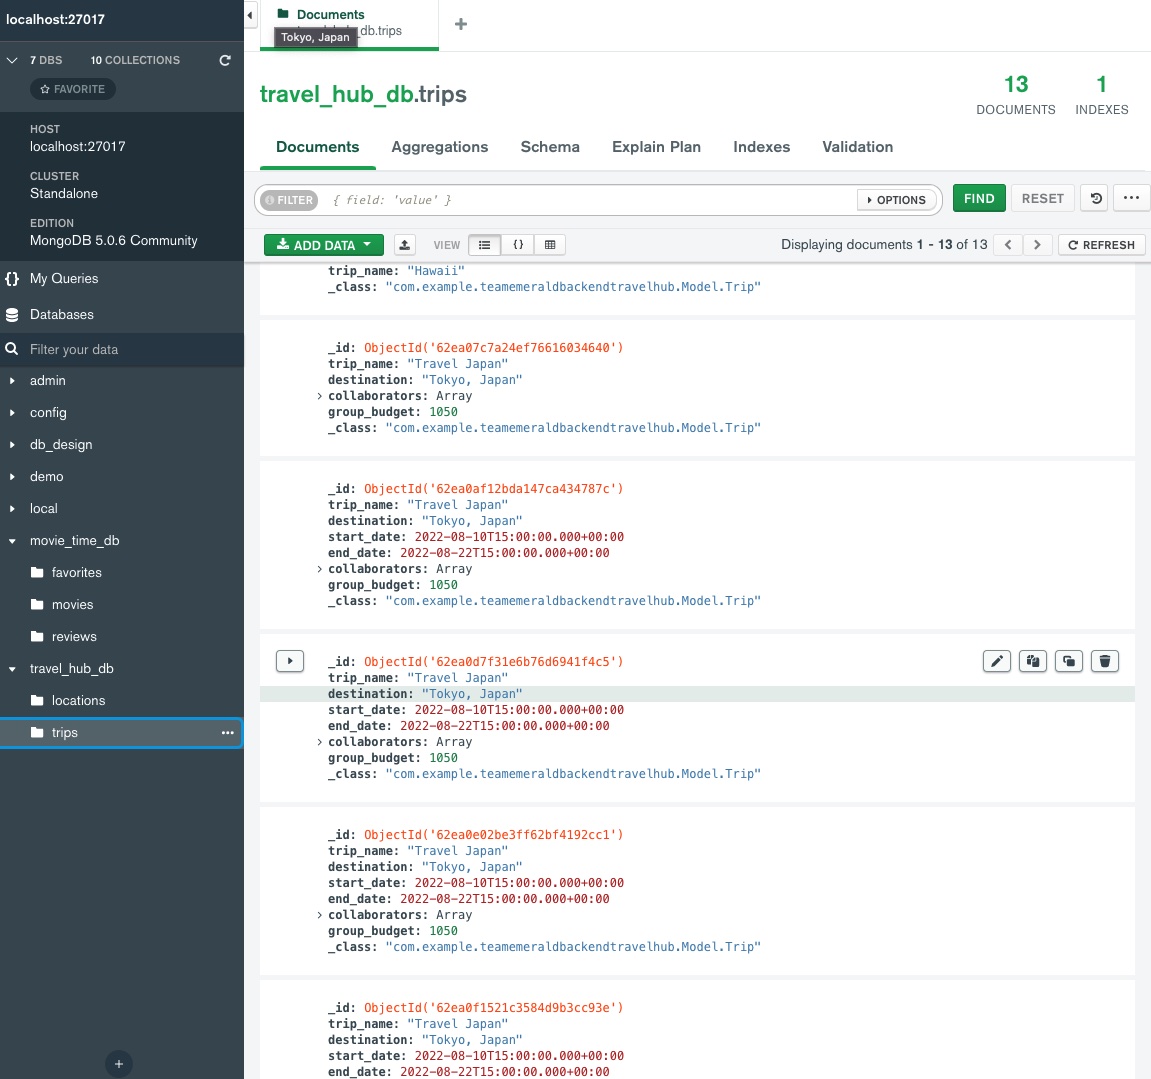 localhost:27017
7 DBS 10 COLLECTIONS
FAVORITE
HOST
localhost:27017
CLUSTER
Standalone
EDITION
MongoDB 5.0.6 Community
{} My Queries
Databases
Filter your data
admin
config
db_design
demo
local
movie_time_db
favorites
movies
reviews
travel_hub_db
locations
trips
Documents
_db.trips
Tokyo, Japan
travel_hub_db.trips
13
DOCUMENTS
1
INDEXES
Documents Aggregations Schema Explain Plan Indexes Validation
FILTER { field: 'value' } OPTIONS FIND RESET
ADD DATA VIEW {} Displaying documents 1 - 13 of 13 REFRESH
trip_name: "Hawaii"
_class: "com.example.teamemeraldbackendtravelhub.Model.Trip"
_id: ObjectId('62ea07c7a24ef76616034640')
trip_name: "Travel Japan"
destination: "Tokyo, Japan"
collaborators: Array
group_budget: 1050
_class: "com.example.teamemeraldbackendtravelhub.Model.Trip"
_id: ObjectId('62ea0af12bda147ca434787c')
trip_name: "Travel Japan"
destination: "Tokyo, Japan"
start_date: 2022-08-10T15:00:00.000+00:00
end_date: 2022-08-22T15:00:00.000+00:00
collaborators: Array
group_budget: 1050
_class: "com.example.teamemeraldbackendtravelhub.Model.Trip"
_id: ObjectId('62ea0d7f31e6b76d6941f4c5')
trip_name: "Travel Japan"
destination: "Tokyo, Japan"
start_date: 2022-08-10T15:00:00.000+00:00
end_date: 2022-08-22T15:00:00.000+00:00
collaborators: Array
group_budget: 1050
_class: "com.example.teamemeraldbackendtravelhub.Model.Trip"
_id: ObjectId('62ea0e02be3ff62bf4192cc1')
trip_name: "Travel Japan"
destination: "Tokyo, Japan"
start_date: 2022-08-10T15:00:00.000+00:00
end_date: 2022-08-22T15:00:00.000+00:00
collaborators: Array
group_budget: 1050
_class: "com.example.teamemeraldbackendtravelhub.Model.Trip"
_id: ObjectId('62ea0f1521c3584d9b3cc93e')
trip_name: "Travel Japan"
destination: "Tokyo, Japan"
start_date: 2022-08-10T15:00:00.000+00:00
end_date: 2022-08-22T15:00:00.000+00:00